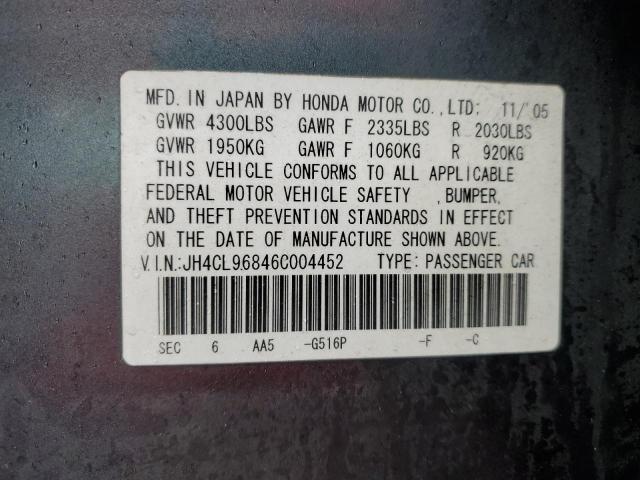 MFD. IN JAPAN BY HONDA MOTOR CO.,LTD: 11/'05
GVWR 4300LBS GAWR F 2335LBS R 2030LBS
GVWR 1950KG GAWR F 1060KG R 920KG
THIS VEHICLE CONFORMS TO ALL APPLICABLE
FEDERAL MOTOR VEHICLE SAFETY ,BUMPER,
AND THEFT PREVENTION STANDARDS IN EFFECT
ON THE DATE OF MANUFACTURE SHOWN ABOVE.
V.I.N.:JH4CL96846C004452 TYPE: PASSENGER CAR
SEC 6 AA5 -G516P -F -C